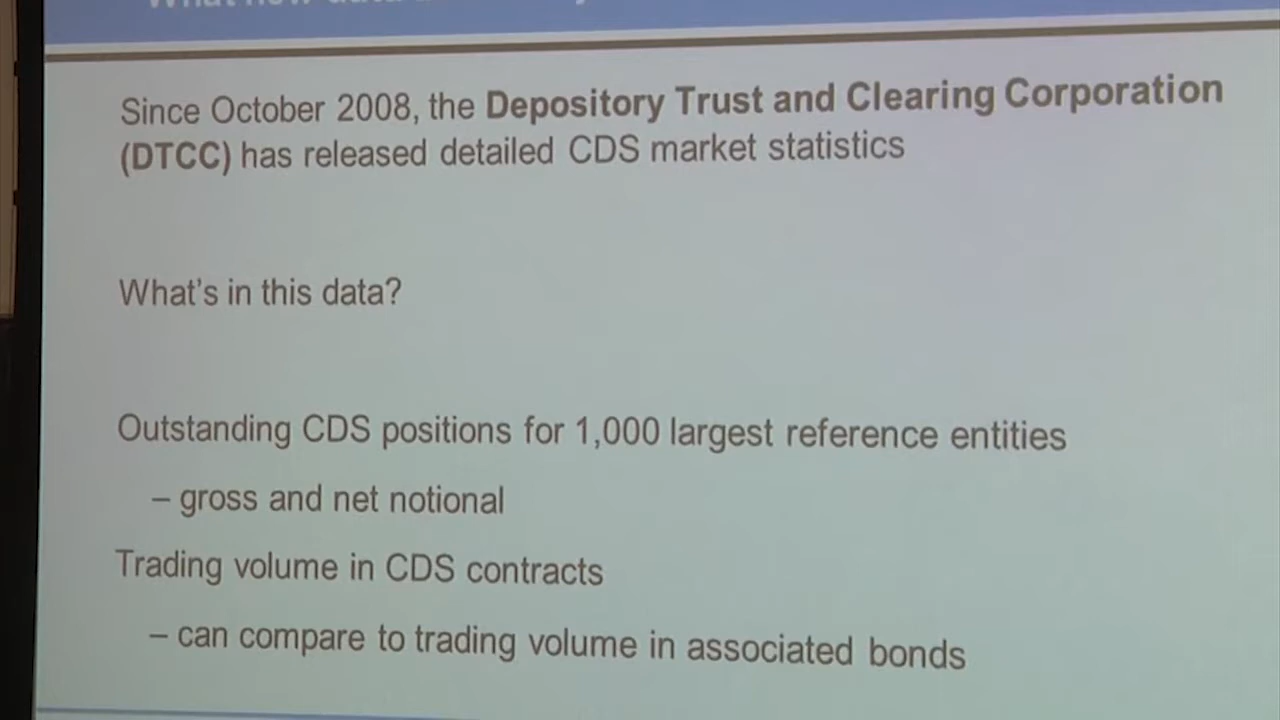 Since October 2008, the Depository Trust and Clearing Corporation
(DTCC) has released detailed CDS market statistics
What's in this data?
Outstanding CDS positions for 1,000 largest reference entities
– gross and net notional
Trading volume in CDS contracts
– can compare to trading volume in associated bonds